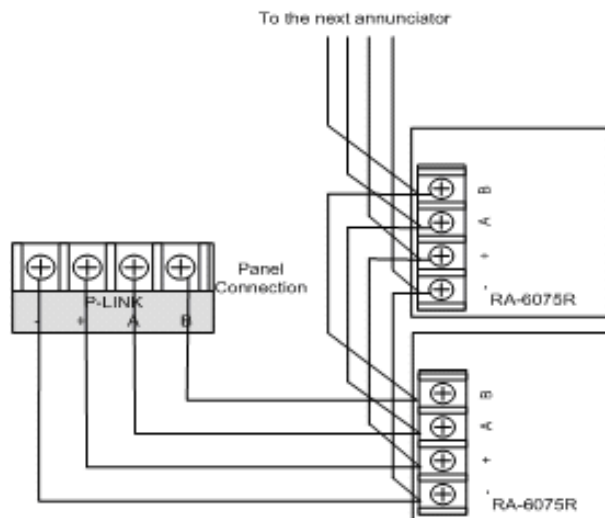 To the next annunciator
B
A
+
-
RA-6075R
Panel
Connection
P-LINK
- + A B
B
A
+
-
RA-6075R